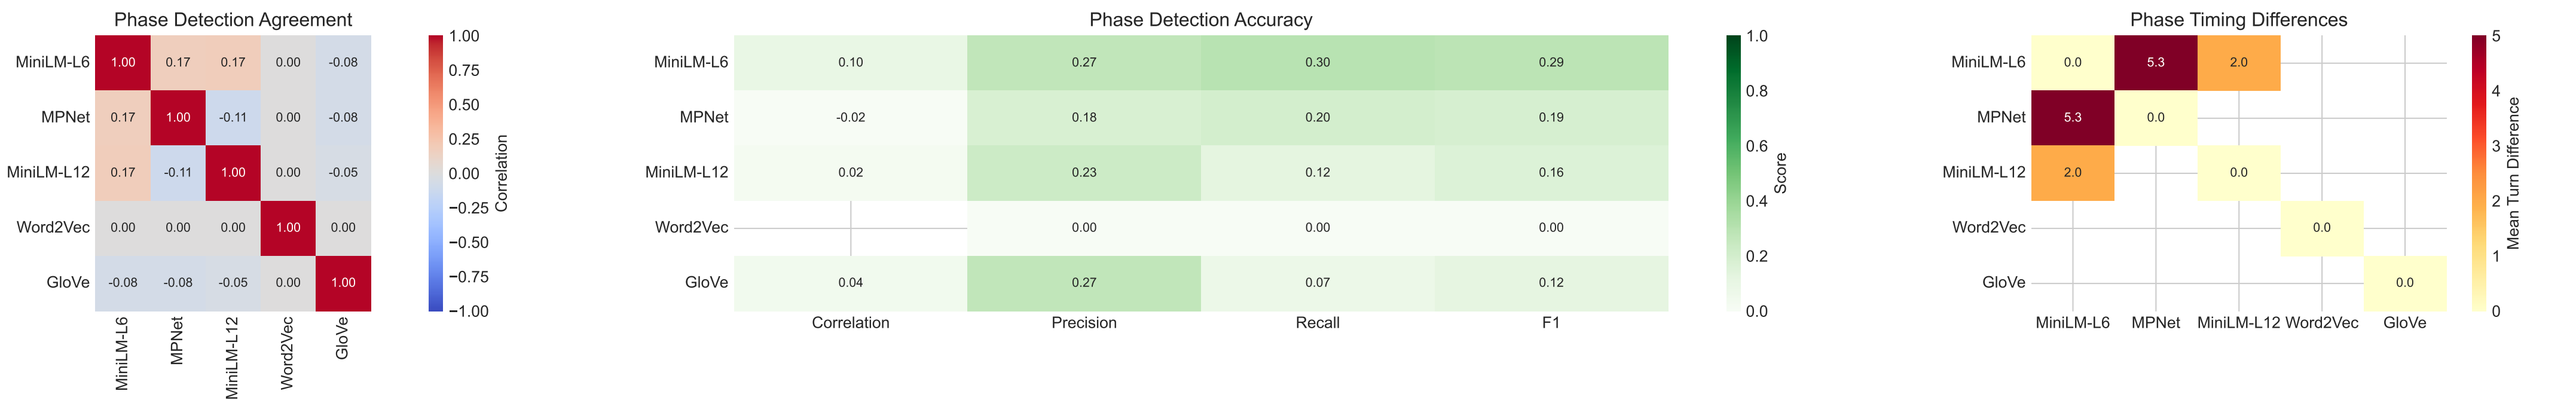 Phase Detection Agreement
MiniLM-L6 1.00 0.17 0.17 0.00 -0.08
MPNet 0.17 1.00 -0.11 0.00 -0.08
MiniLM-L12 0.17 -0.11 1.00 0.00 -0.05
Word2Vec 0.00 0.00 0.00 1.00 0.00
GloVe -0.08 -0.08 -0.05 0.00 1.00
MiniLM-L6 MPNet MiniLM-L12 Word2Vec GloVe
1.00
0.75
0.50
0.25
0.00
−0.25
−0.50
−0.75
−1.00
Correlation
Phase Detection Accuracy
MiniLM-L6 0.10 0.27 0.30 0.29
MPNet -0.02 0.18 0.20 0.19
MiniLM-L12 0.02 0.23 0.12 0.16
Word2Vec 0.00 0.00 0.00
GloVe 0.04 0.27 0.07 0.12
Correlation Precision Recall F1
1.0
0.8
0.6
0.4
0.2
0.0
Score
Phase Timing Differences
MiniLM-L6 0.0 5.3 2.0
MPNet 5.3 0.0
MiniLM-L12 2.0 0.0
Word2Vec 0.0
GloVe 0.0
MiniLM-L6 MPNet MiniLM-L12 Word2Vec GloVe
5
4
3
2
1
0
Mean Turn Difference